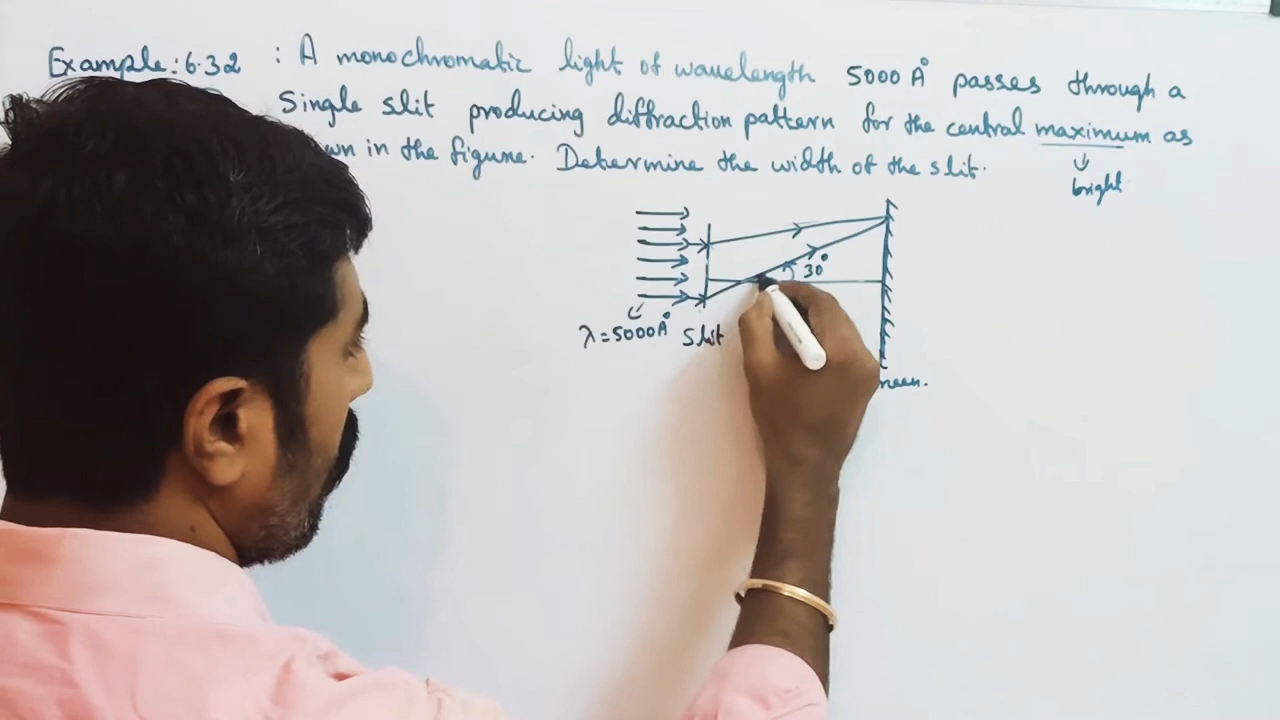 Example: 6.32 : A monochromatic light of wavelength 5000 A° passes through a
Single slit producing diffraction pattern for the central maximum as
in the figure. Determine the width of the slit.
bright
30°
λ = 5000 A° Slit